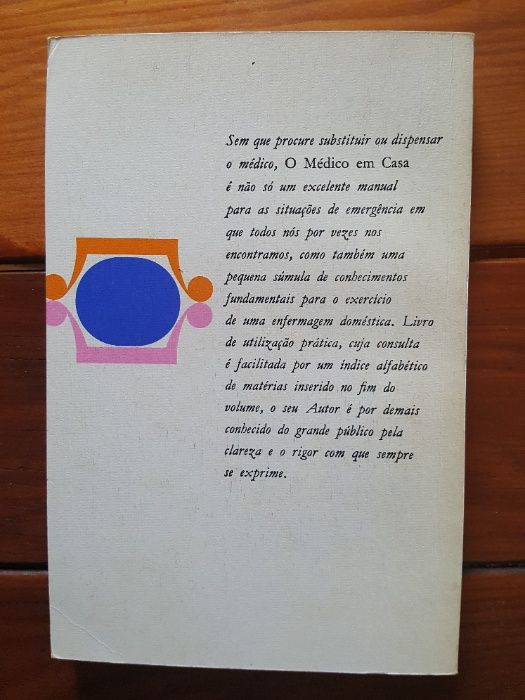 Sem que procure substituir ou dispensar
o médico, O Médico em Casa
é não só um excelente manual
para as situações de emergência em
que todos nós por vezes nos
encontramos, como também uma
pequena súmula de conhecimentos
fundamentais para o exercício
de uma enfermagem doméstica. Livro
de utilização prática, cuja consulta
é facilitada por um índice alfabético
de matérias inserido no fim do
volume, o seu Autor é por demais
conhecido do grande público pela
clareza e o rigor com que sempre
se exprime.